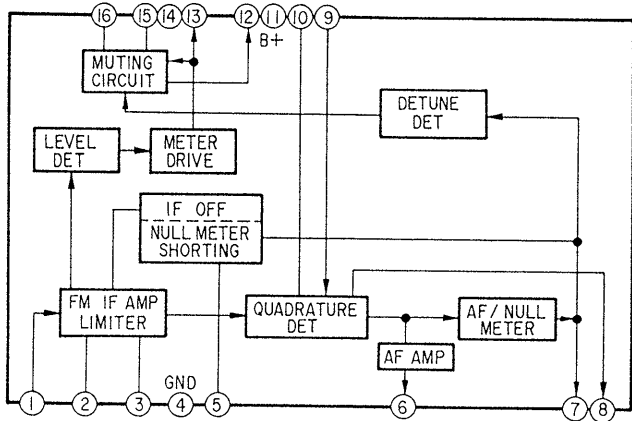 16 15 14 13 12 11 10 9
B+
MUTING
CIRCUIT
DETUNE
DET
LEVEL
DET
METER
DRIVE
IF OFF
NULL METER
SHORTING
FM IF AMP
LIMITER
QUADRATURE
DET
AF / NULL
METER
AF AMP
GND
1 2 3 4 5 6 7 8